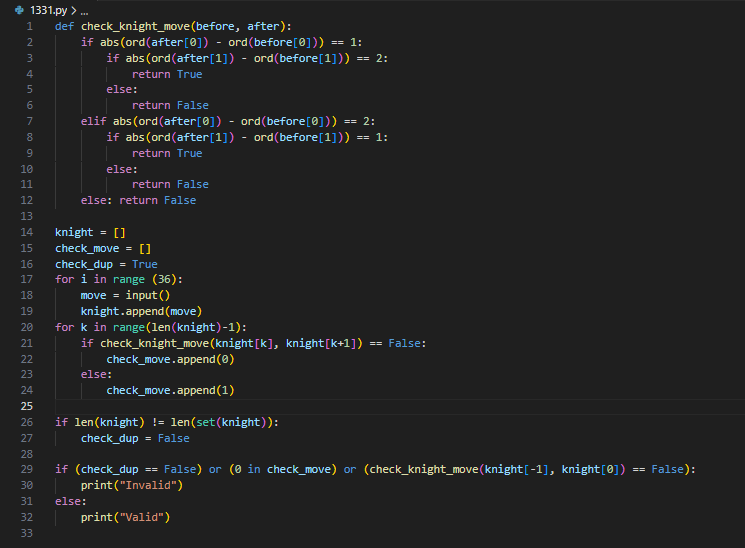 1331.py > ...
1 def check_knight_move(before, after):
2     if abs(ord(after[0]) - ord(before[0])) == 1:
3         if abs(ord(after[1]) - ord(before[1])) == 2:
4             return True
5         else:
6             return False
7     elif abs(ord(after[0]) - ord(before[0])) == 2:
8         if abs(ord(after[1]) - ord(before[1])) == 1:
9             return True
10         else:
11             return False
12     else: return False
13
14 knight = []
15 check_move = []
16 check_dup = True
17 for i in range (36):
18     move = input()
19     knight.append(move)
20 for k in range(len(knight)-1):
21     if check_knight_move(knight[k], knight[k+1]) == False:
22         check_move.append(0)
23     else:
24         check_move.append(1)
25
26 if len(knight) != len(set(knight)):
27     check_dup = False
28
29 if (check_dup == False) or (0 in check_move) or (check_knight_move(knight[-1], knight[0]) == False):
30     print("Invalid")
31 else:
32     print("Valid")
33